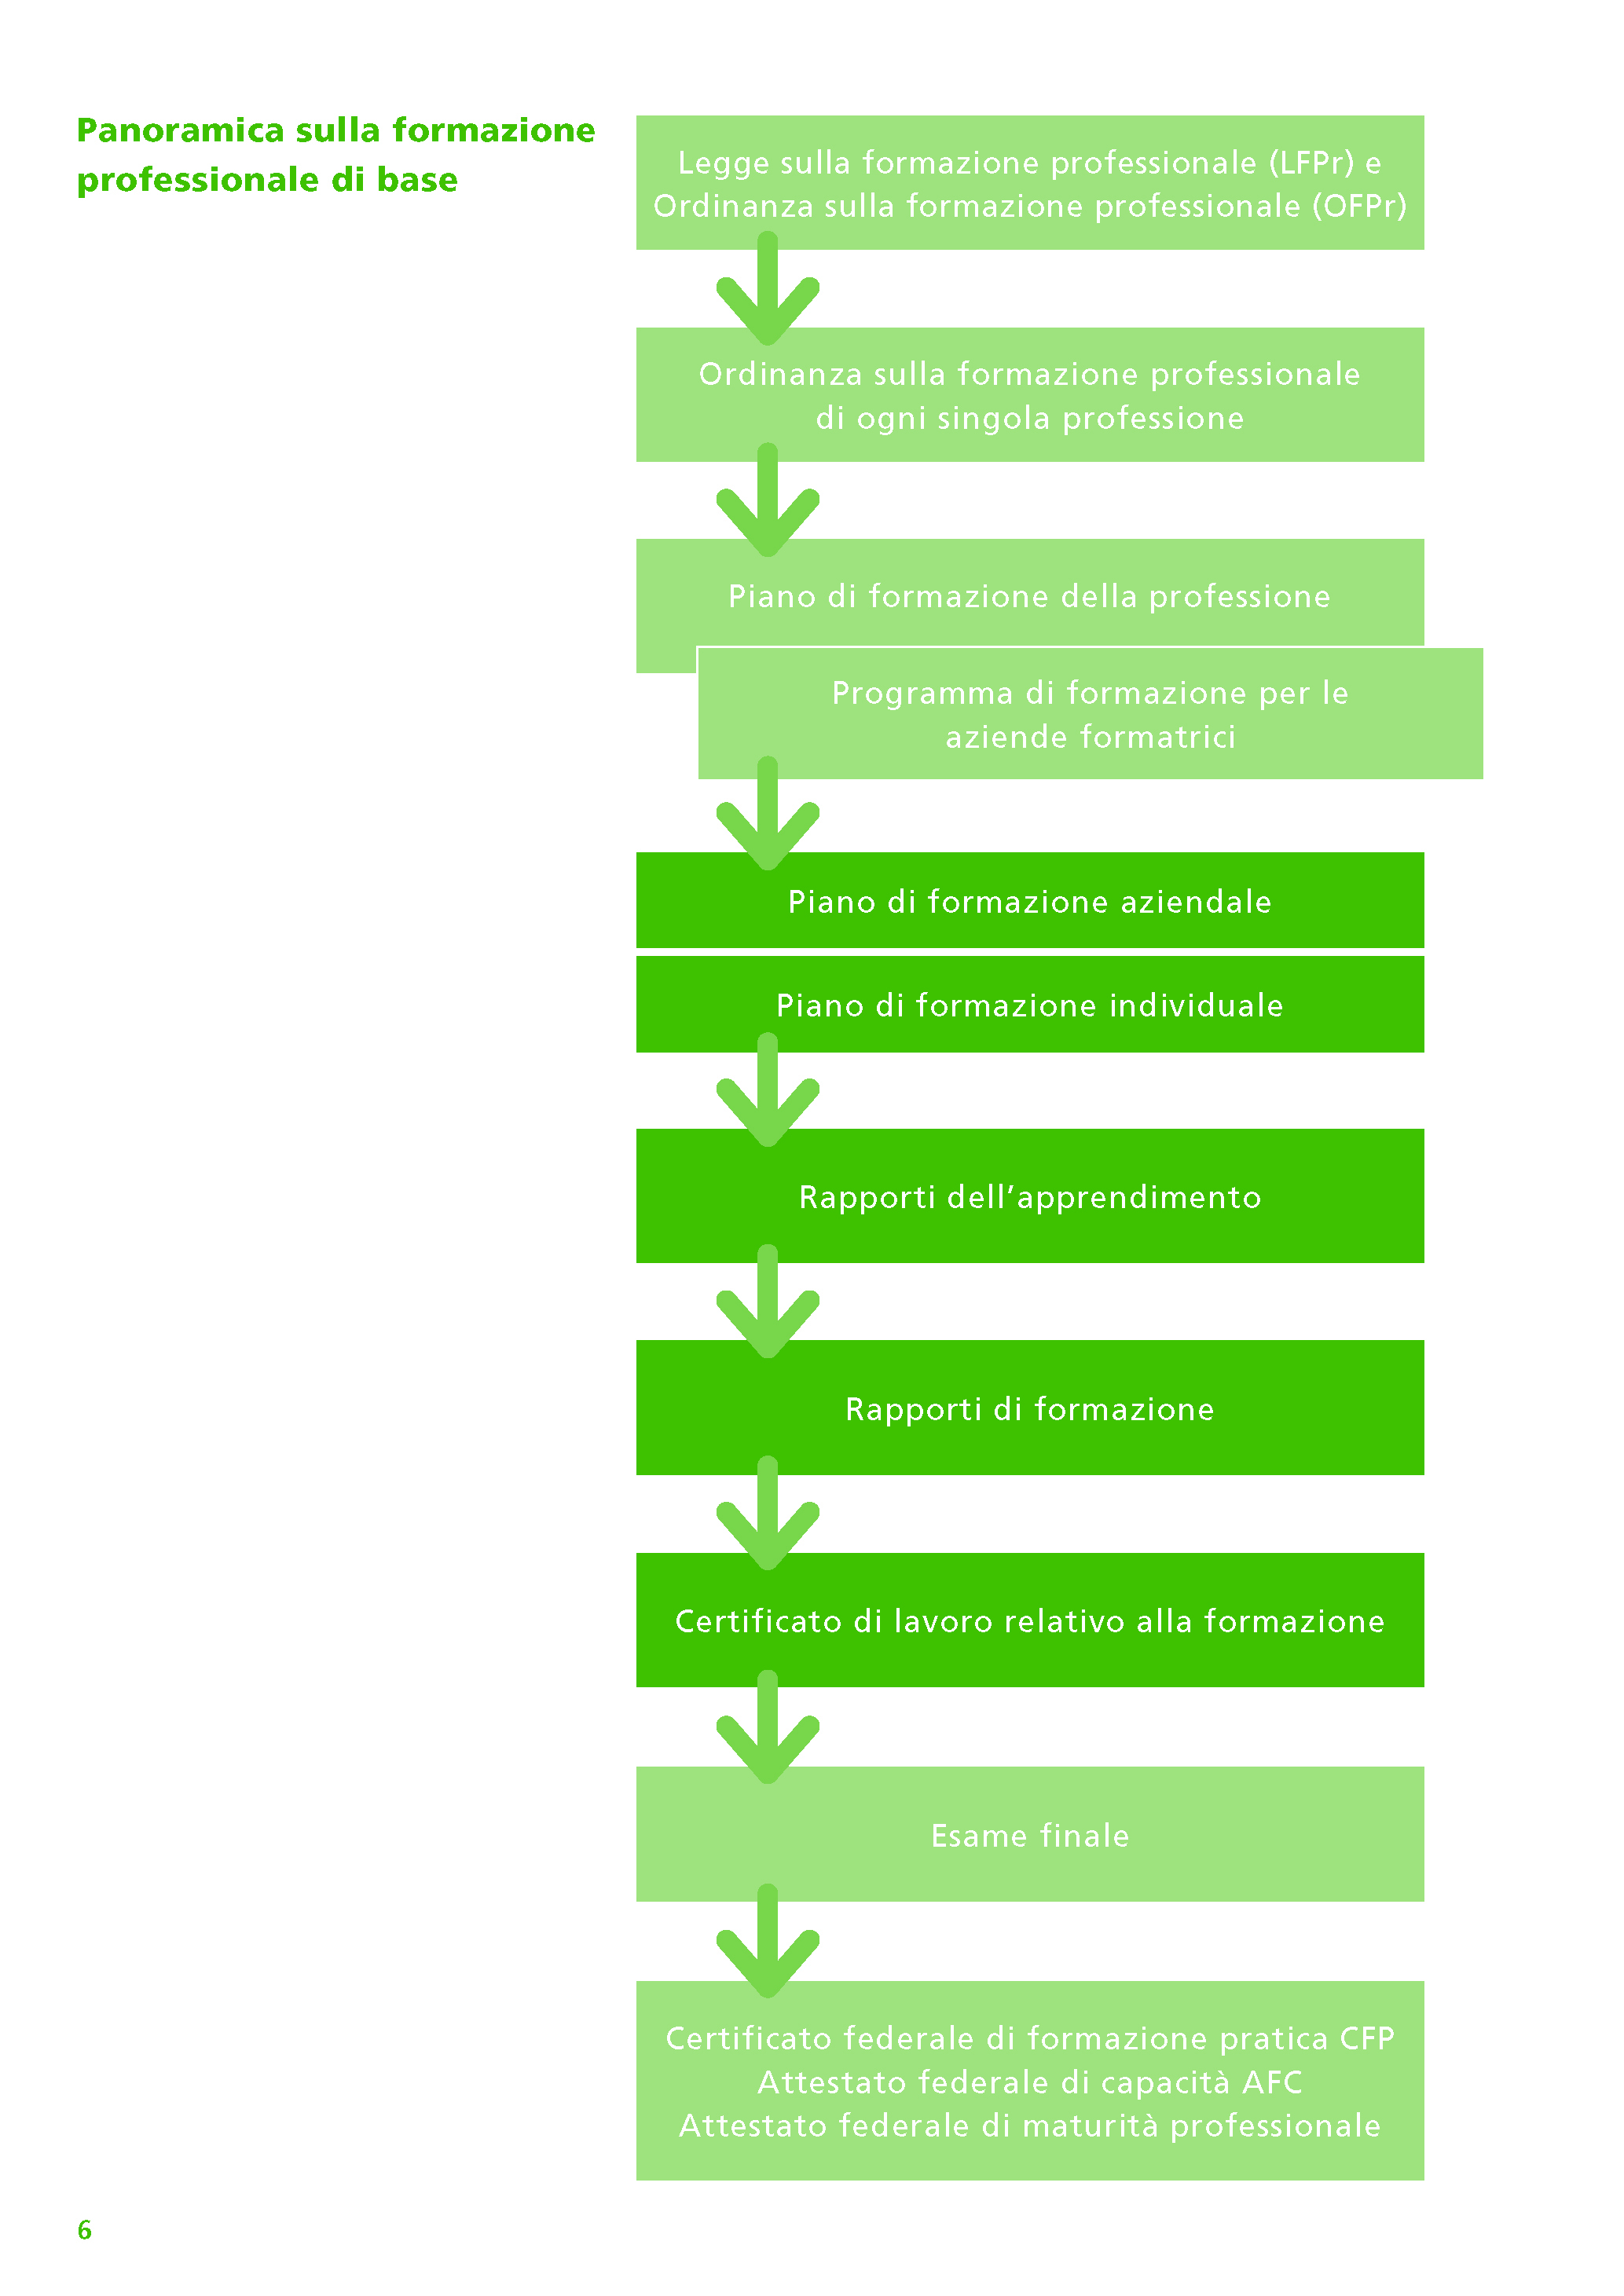 Panoramica sulla formazione
professionale di base
Legge sulla formazione professionale (LFPr) e
Ordinanza sulla formazione professionale (OFPr)
Ordinanza sulla formazione professionale
di ogni singola professione
Piano di formazione della professione
Programma di formazione per le
aziende formatrici
Piano di formazione aziendale
Piano di formazione individuale
Rapporti dell’apprendimento
Rapporti di formazione
Certificato di lavoro relativo alla formazione
Esame finale
Certificato federale di formazione pratica CFP
Attestato federale di capacità AFC
Attestato federale di maturità professionale
6